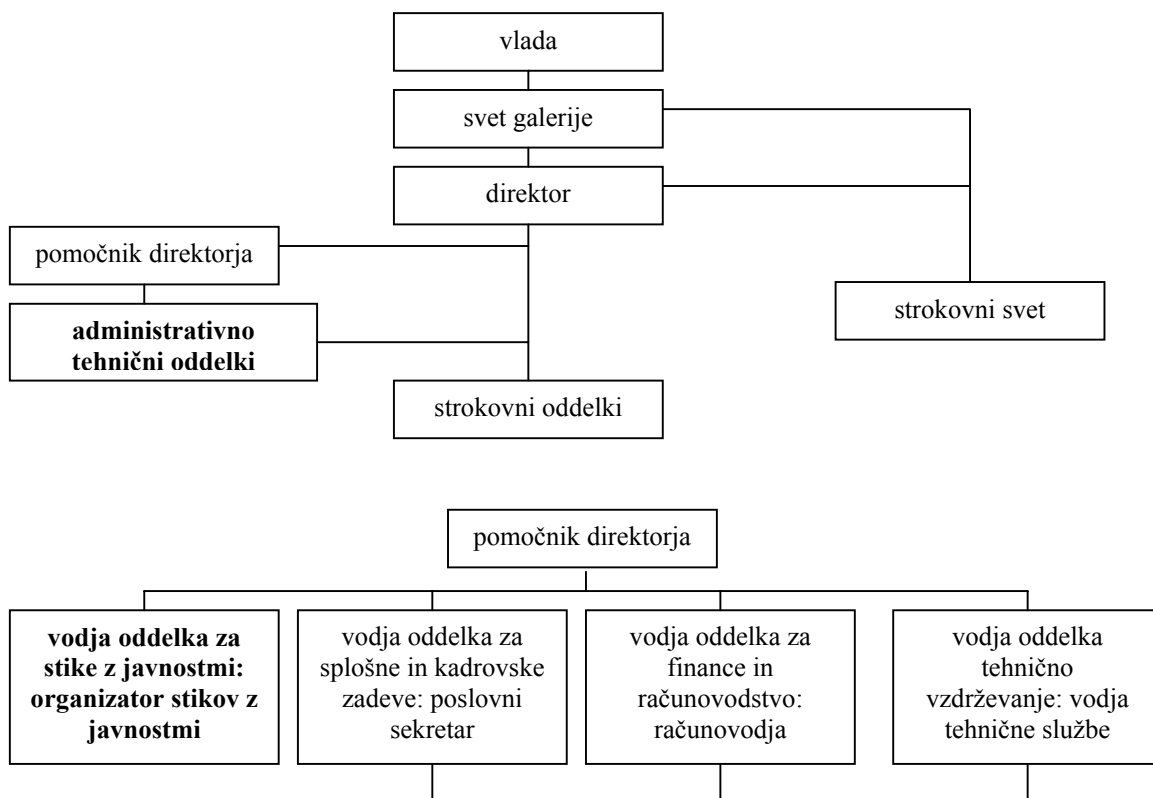 vlada
svet galerije
direktor
pomočnik direktorja
strokovni svet
administrativno
tehnični oddelki
strokovni oddelki
pomočnik direktorja
vodja oddelka za
stike z javnostmi:
organizator stikov z
javnostmi
vodja oddelka za
splošne in kadrovske
zadeve: poslovni
sekretar
vodja oddelka za
finance in
računovodstvo:
računovodja
vodja oddelka
tehnično
vzdrževanje: vodja
tehnične službe